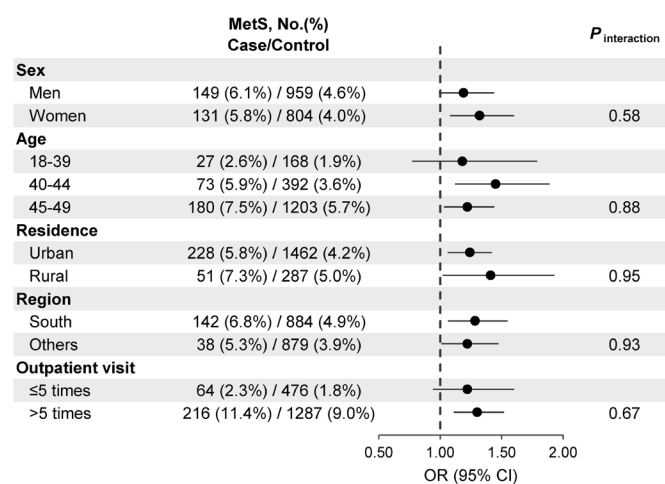 MetS, No.(%)
Case/Control
P interaction
Sex
Men 149 (6.1%) / 959 (4.6%)
Women 131 (5.8%) / 804 (4.0%) 0.58
Age
18-39 27 (2.6%) / 168 (1.9%)
40-44 73 (5.9%) / 392 (3.6%)
45-49 180 (7.5%) / 1203 (5.7%) 0.88
Residence
Urban 228 (5.8%) / 1462 (4.2%)
Rural 51 (7.3%) / 287 (5.0%) 0.95
Region
South 142 (6.8%) / 884 (4.9%)
Others 38 (5.3%) / 879 (3.9%) 0.93
Outpatient visit
≤5 times 64 (2.3%) / 476 (1.8%)
>5 times 216 (11.4%) / 1287 (9.0%) 0.67
0.50 1.00 1.50 2.00
OR (95% CI)